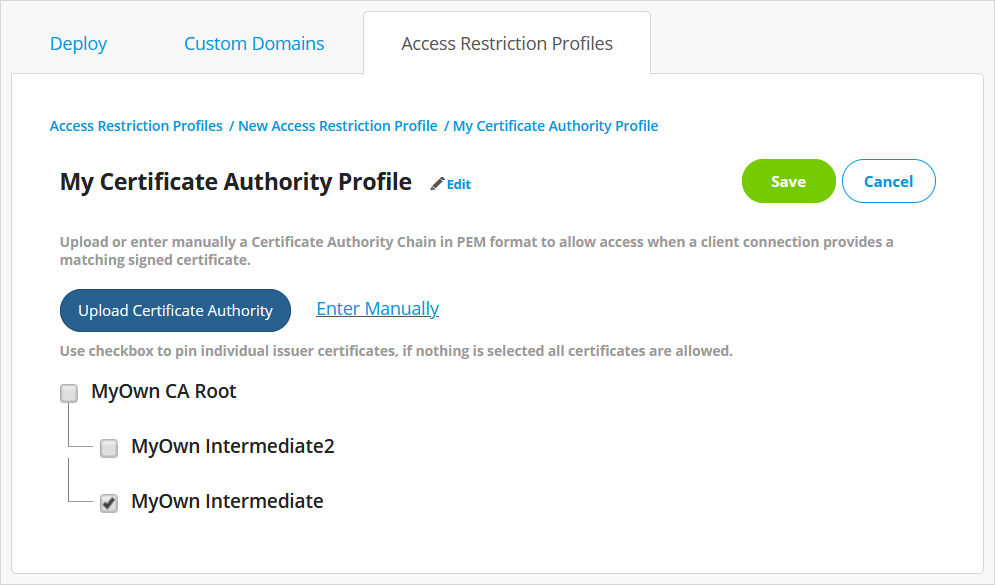 Deploy
Custom Domains
Access Restriction Profiles
Access Restriction Profiles / New Access Restriction Profile / My Certificate Authority Profile
My Certificate Authority Profile
Edit
Save
Cancel
Upload or enter manually a Certificate Authority Chain in PEM format to allow access when a client connection provides a
matching signed certificate.
Upload Certificate Authority
Enter Manually
Use checkbox to pin individual issuer certificates, if nothing is selected all certificates are allowed.
MyOwn CA Root
MyOwn Intermediate2
MyOwn Intermediate